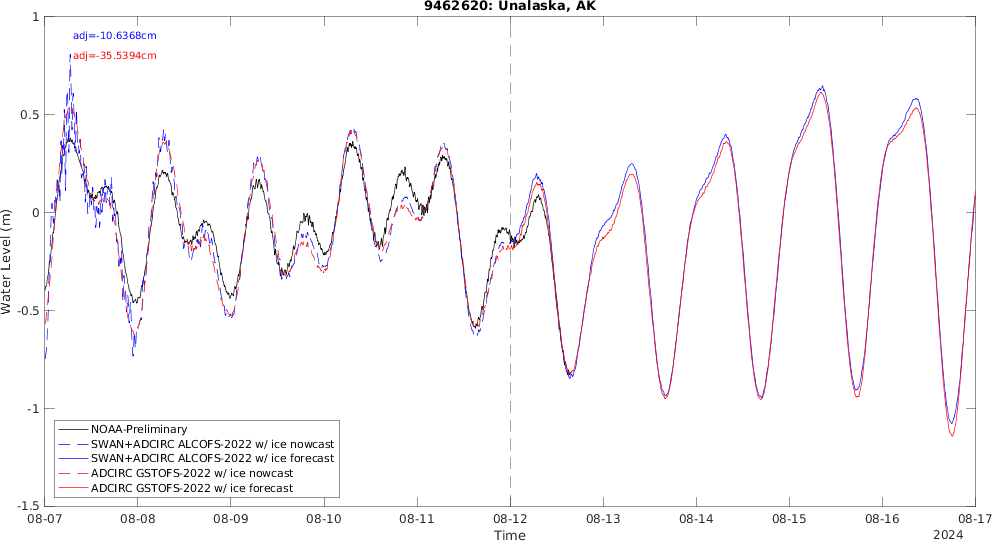 9462620: Unalaska, AK
adj=-10.6368cm
adj=-35.5394cm
1
0.5
0
-0.5
-1
-1.5
Water Level (m)
NOAA-Preliminary
SWAN+ADCIRC ALCOFS-2022 w/ ice nowcast
SWAN+ADCIRC ALCOFS-2022 w/ ice forecast
ADCIRC GSTOFS-2022 w/ ice nowcast
ADCIRC GSTOFS-2022 w/ ice forecast
08-07 08-08 08-09 08-10 08-11 08-12 08-13 08-14 08-15 08-16 08-17
Time
2024